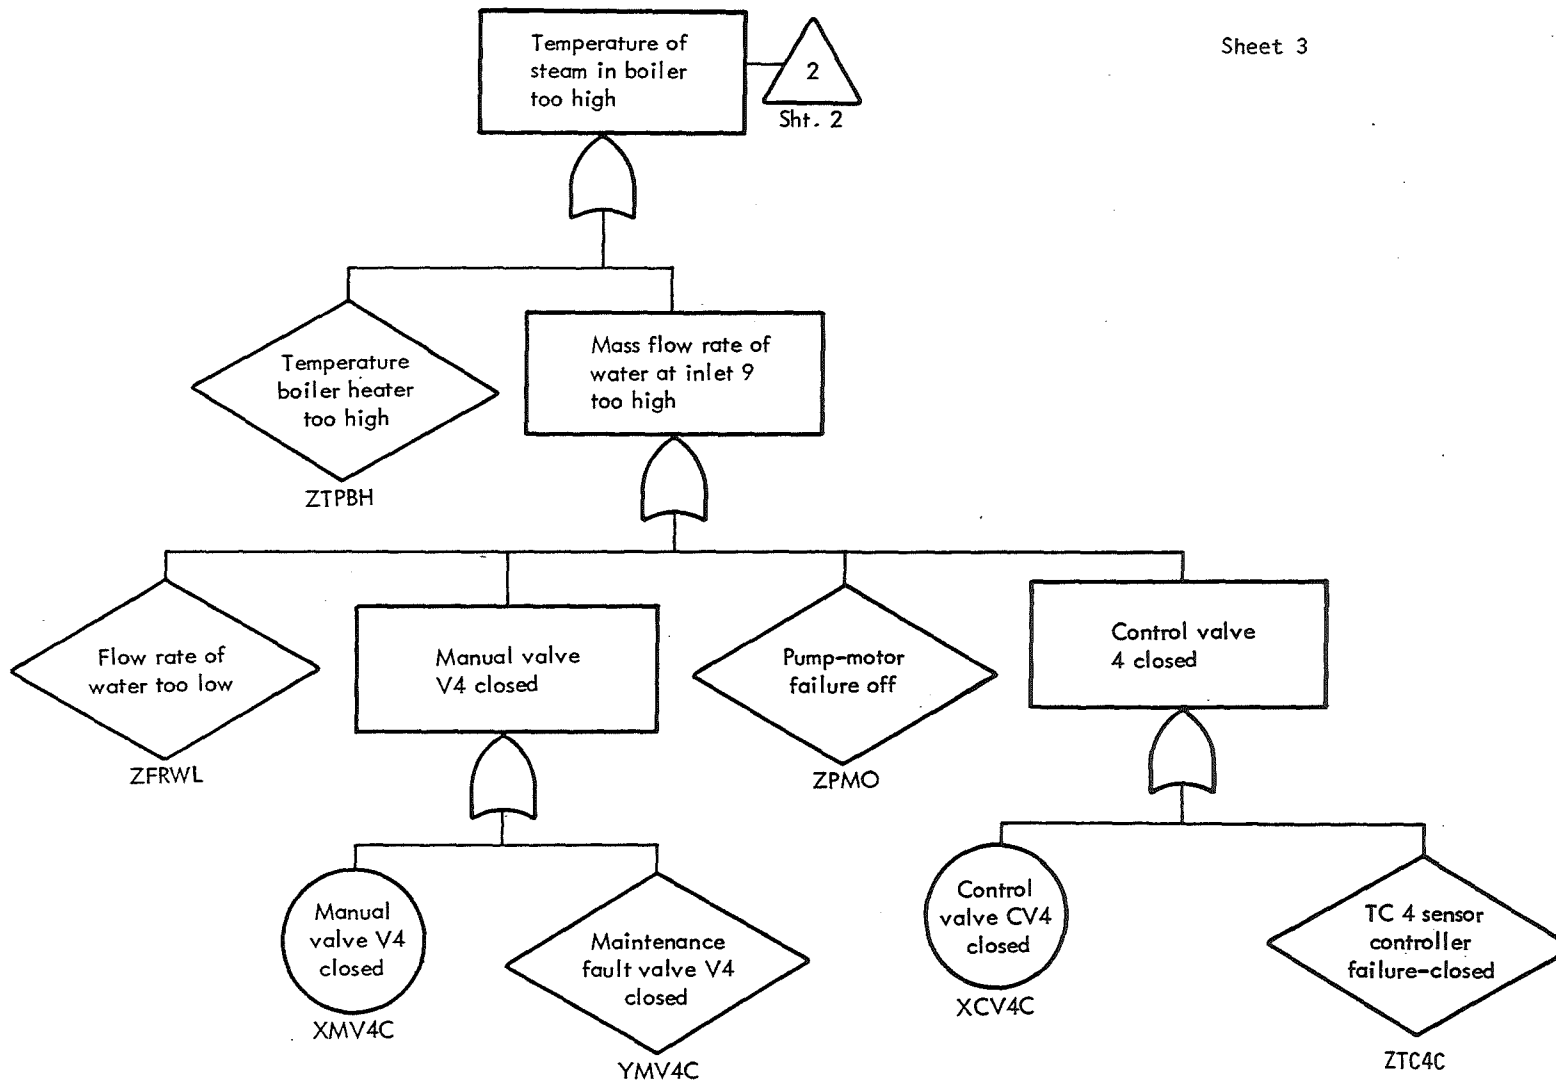 Sheet 3
Temperature of
steam in boiler
too high
2
Sht. 2
Temperature
boiler heater
too high
ZTPBH
Mass flow rate of
water at inlet 9
too high
Flow rate of
water too low
ZFRWL
Manual valve
V4 closed
Pump-motor
failure off
ZPMO
Control valve
4 closed
Manual
valve V4
closed
XMV4C
Maintenance
fault valve V4
closed
YMV4C
Control
valve CV4
closed
XCV4C
TC 4 sensor
controller
failure-closed
ZTC4C